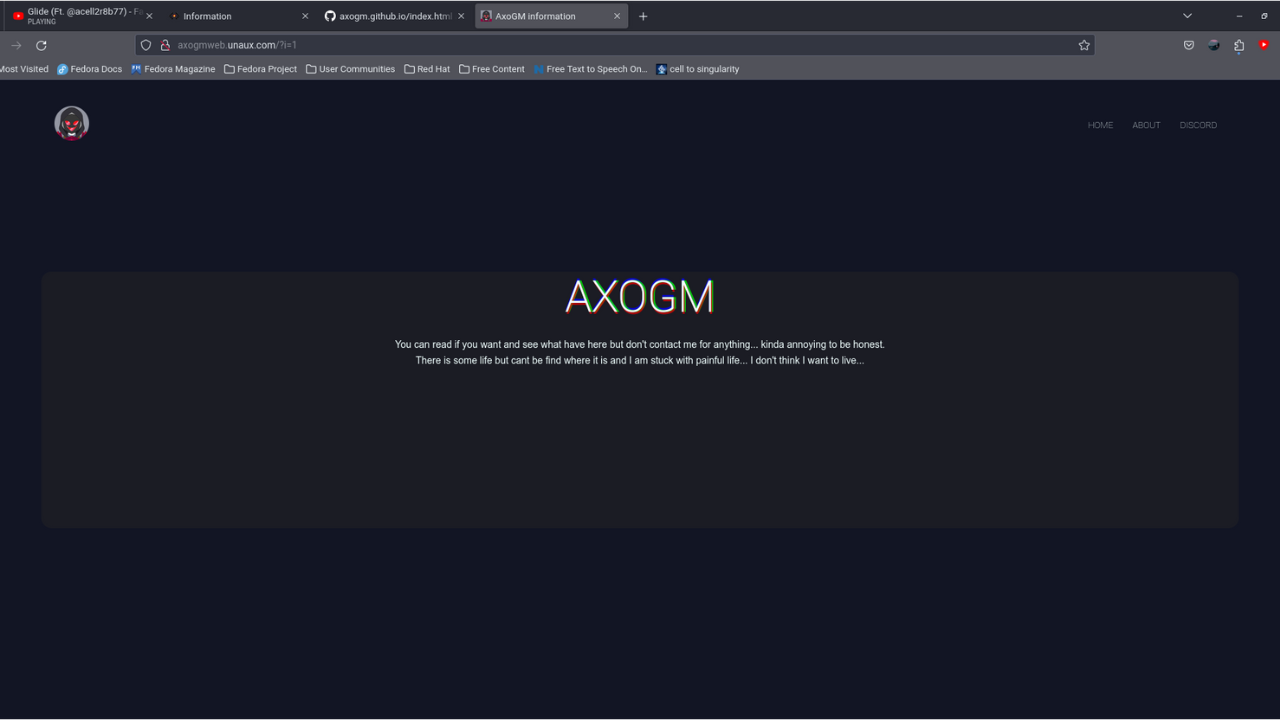 Glide (Ft. @acell2r8b77) - Fa
PLAYING
Information
axogm.github.io/index.html
AxoGM information
axogmweb.unaux.com/?i=1
Most Visited
Fedora Docs
Fedora Magazine
Fedora Project
User Communities
Red Hat
Free Content
Free Text to Speech On...
cell to singularity
HOME
ABOUT
DISCORD
AXOGM
You can read if you want and see what have here but don't contact me for anything... kinda annoying to be honest.
There is some life but cant be find where it is and I am stuck with painful life... I don't think I want to live...